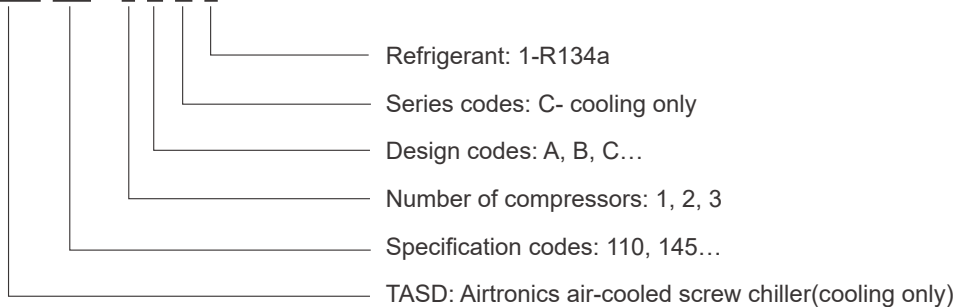 Refrigerant: 1-R134a
Series codes: C- cooling only
Design codes: A, B, C…
Number of compressors: 1, 2, 3
Specification codes: 110, 145…
TASD: Airtronics air-cooled screw chiller(cooling only)